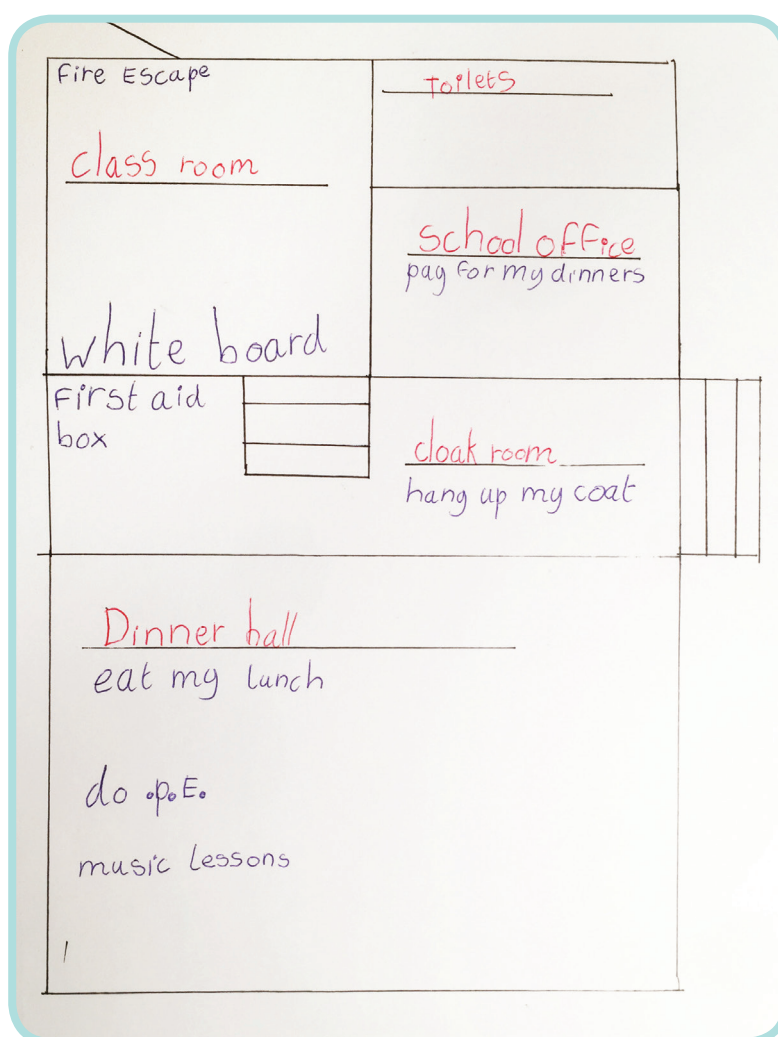 Fire Escape
Toilets
class room
School office
pay for my dinners
white board
First aid
box
cloak room
hang up my coat
Dinner hall
eat my lunch
do .p.E.
music lessons